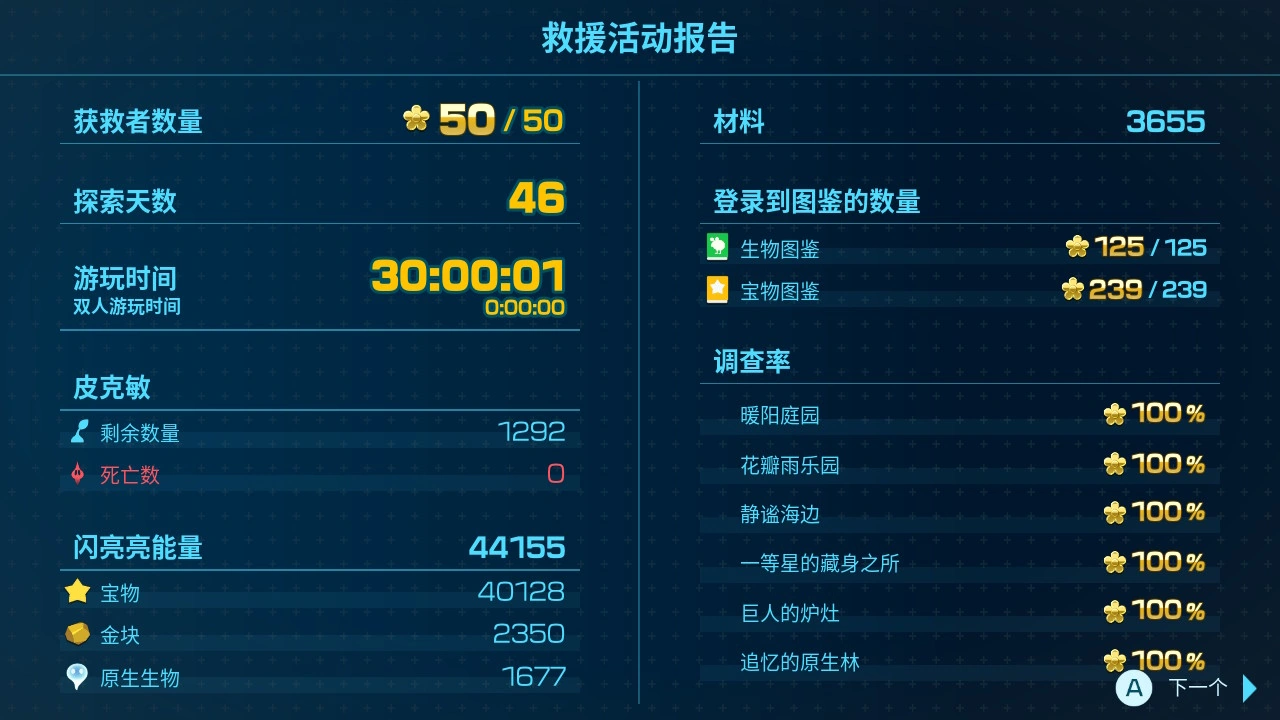 救援活动报告
获救者数量 50 / 50
探索天数 46
游玩时间 30:00:01
双人游玩时间 0:00:00
皮克敏
剩余数量 1292
死亡数 0
闪亮亮能量 44155
宝物 40128
金块 2350
原生生物 1677
材料 3655
登录到图鉴的数量
生物图鉴 125 / 125
宝物图鉴 239 / 239
调查率
暖阳庭园 100%
花瓣雨乐园 100%
静谧海边 100%
一等星的藏身之所 100%
巨人的炉灶 100%
追忆的原生林 100%
A 下一个